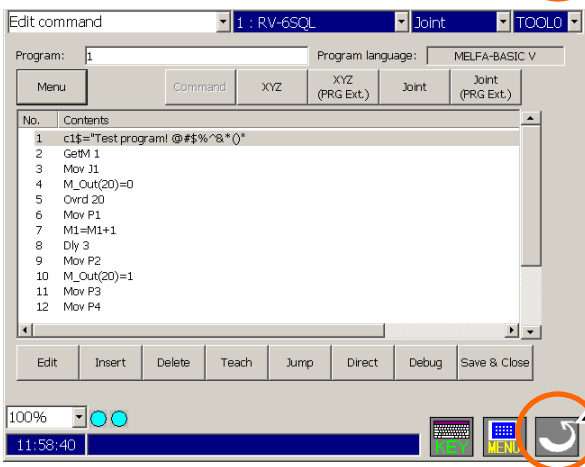 Edit command 1 : RV-6SQL Joint TOOL0
Program: 1 Program language: MELFA-BASIC V
Menu Command XYZ XYZ (PRG Ext.) Joint Joint (PRG Ext.)
No. Contents
1 c1$="Test program! @#$%^&*()"
2 GetM 1
3 Mov J1
4 M_Out(20)=0
5 Ovrd 20
6 Mov P1
7 M1=M1+1
8 Dly 3
9 Mov P2
10 M_Out(20)=1
11 Mov P3
12 Mov P4
Edit Insert Delete Teach Jump Direct Debug Save & Close
100%
11:58:40 KEY MENU